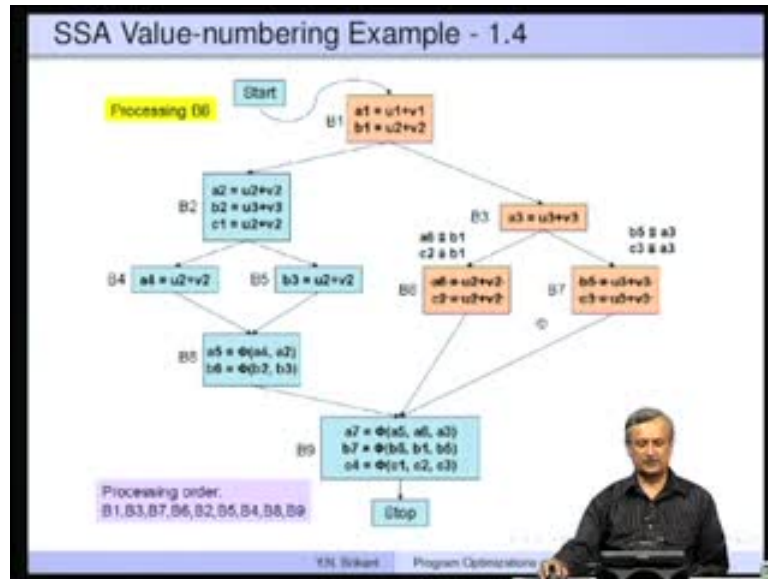 SSA Value-numbering Example - 1.4
Processing B6
Start
B1
a1 = u1+v1
b1 = u2+v2
B2
a2 = u2+v2
b2 = u3+v3
c1 = u2+v2
B3
a3 = u3+v3
a6 ≅ b1
c2 ≅ b1
b5 ≅ a3
c3 ≅ a3
B4
a4 = u2+v2
B5
b3 = u2+v2
B6
a6 = u2+v2
c2 = u2+v2
B7
b5 = u3+v3
c3 = u3+v3
B8
a5 = Φ(a4, a2)
b6 = Φ(b2, b3)
B9
a7 = Φ(a5, a6, a3)
b7 = Φ(b6, b1, b5)
c4 = Φ(c1, c2, c3)
Processing order:
B1,B3,B7,B6,B2,B5,B4,B8,B9
Stop
Y.N. Srikant
Program Optimizations